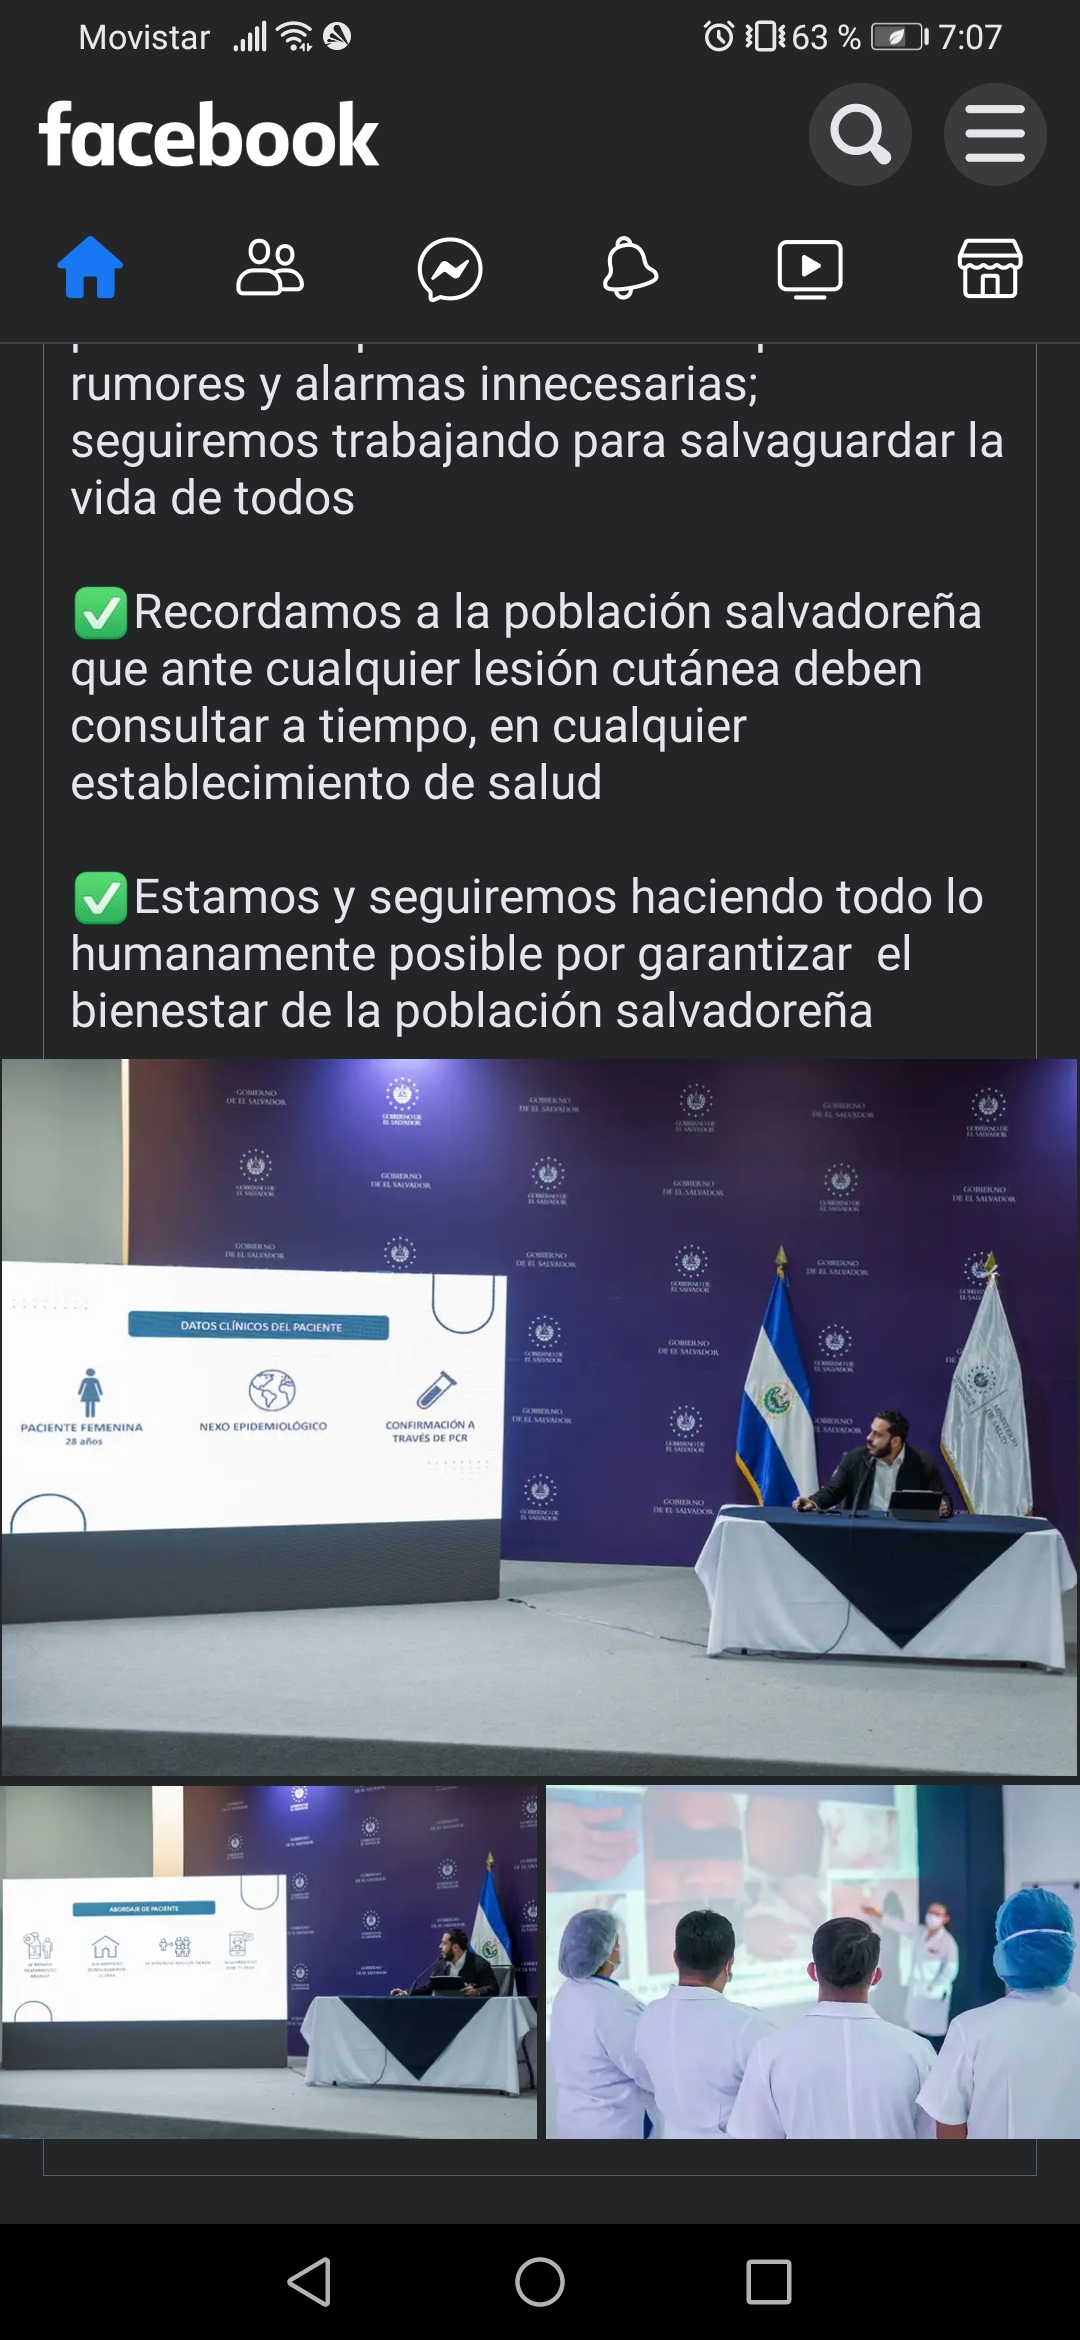 Movistar 63 % 7:07
facebook
rumores y alarmas innecesarias;
seguiremos trabajando para salvaguardar la
vida de todos
✅Recordamos a la población salvadoreña
que ante cualquier lesión cutánea deben
consultar a tiempo, en cualquier
establecimiento de salud
✅Estamos y seguiremos haciendo todo lo
humanamente posible por garantizar  el
bienestar de la población salvadoreña
GOBIERNO
DE EL SALVADOR
DATOS CLÍNICOS DEL PACIENTE
PACIENTE FEMENINA
28 años
NEXO EPIDEMIOLÓGICO
CONFIRMACIÓN A
TRAVÉS DE PCR
MINISTERIO
DE SALUD
ABORDAJE DE PACIENTE